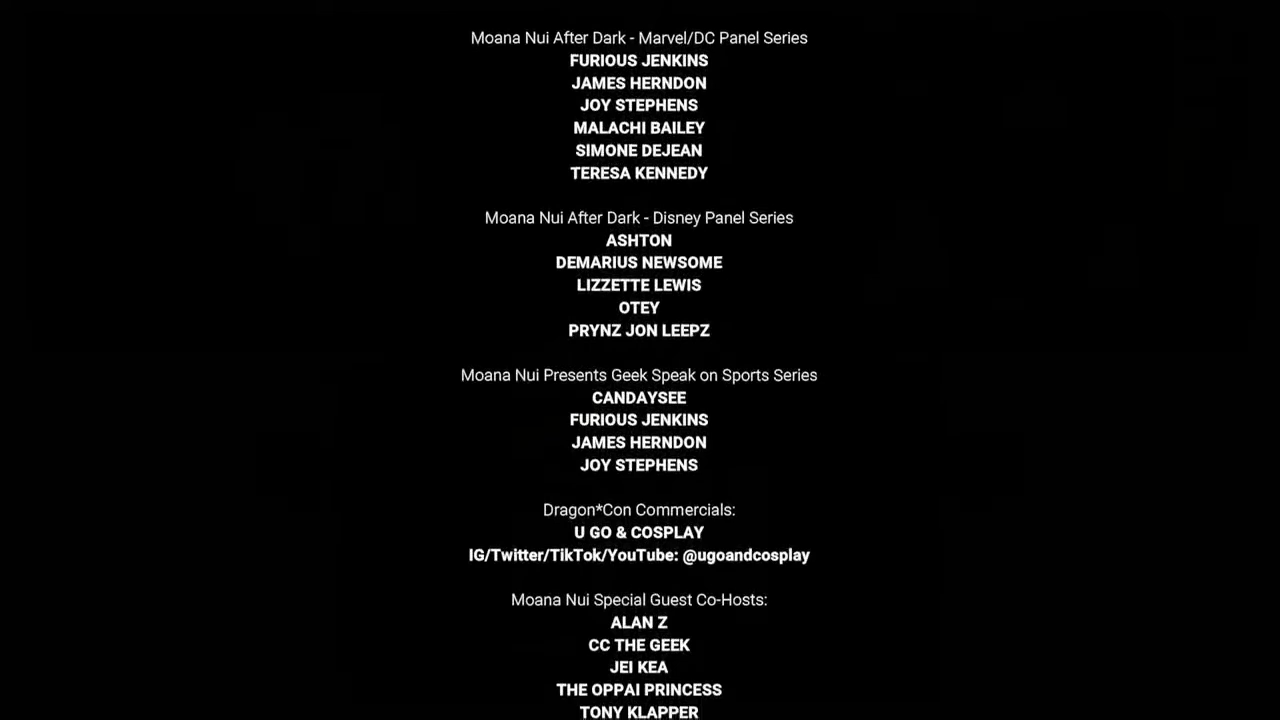 Moana Nui After Dark - Marvel/DC Panel Series
FURIOUS JENKINS
JAMES HERNDON
JOY STEPHENS
MALACHI BAILEY
SIMONE DEJEAN
TERESA KENNEDY
Moana Nui After Dark - Disney Panel Series
ASHTON
DEMARIUS NEWSOME
LIZZETTE LEWIS
OTEY
PRYNZ JON LEEPZ
Moana Nui Presents Geek Speak on Sports Series
CANDAYSEE
FURIOUS JENKINS
JAMES HERNDON
JOY STEPHENS
Dragon*Con Commercials:
U GO & COSPLAY
IG/Twitter/TikTok/YouTube: @ugoandcosplay
Moana Nui Special Guest Co-Hosts:
ALAN Z
CC THE GEEK
JEI KEA
THE OPPAI PRINCESS
TONY KLAPPER